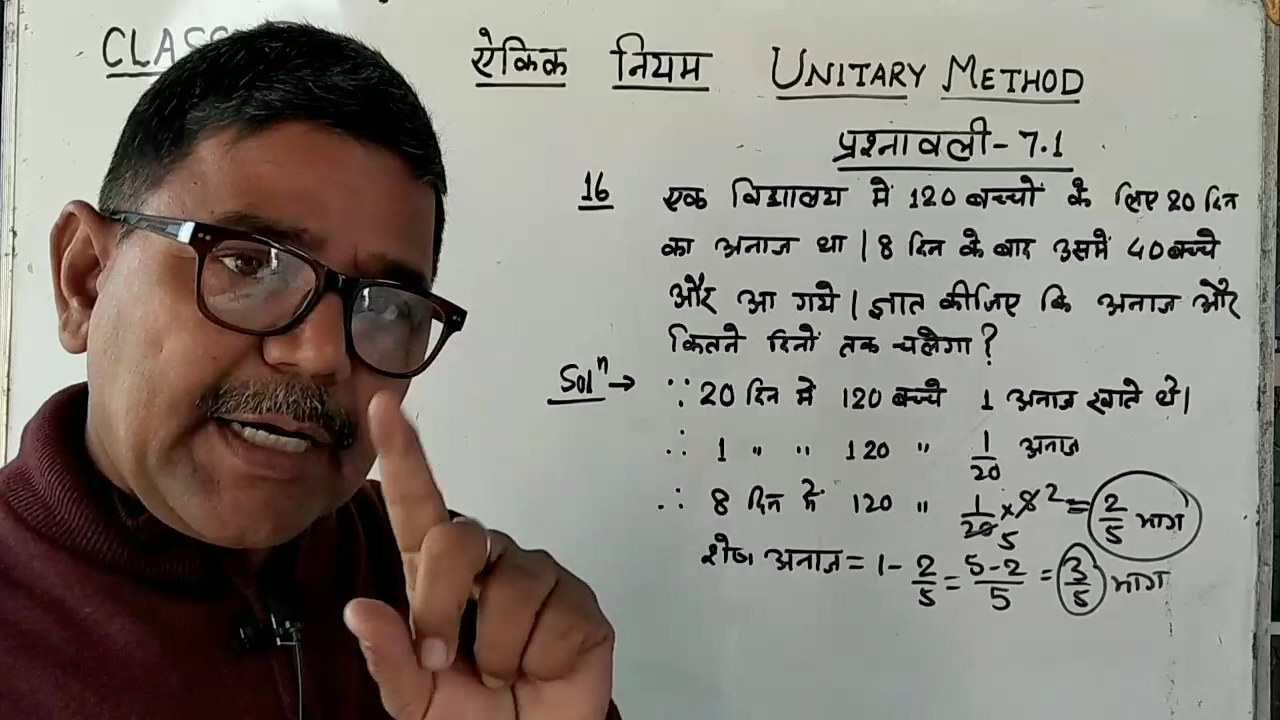 CLASS
ऐकिक नियम UNITARY METHOD
प्रश्नावली-7.1
16 एक विद्यालय में 120 बच्चों के लिए 20 दिन
का अनाज था | 8 दिन के बाद उसमें 40 बच्चे
और आ गये | ज्ञात कीजिए कि अनाज और
कितने दिनों तक चलेगा ?
Solⁿ → ∵ 20 दिन में 120 बच्चे 1 अनाज खाते थे|
∴ 1 " " 120 " 1/20 अनाज
∴ 8 दिन में 120 " 1/20 5 × 8 2 = 2/5 भाग
शेष अनाज = 1 - 2/5 = 5-2/5 = 3/5 भाग